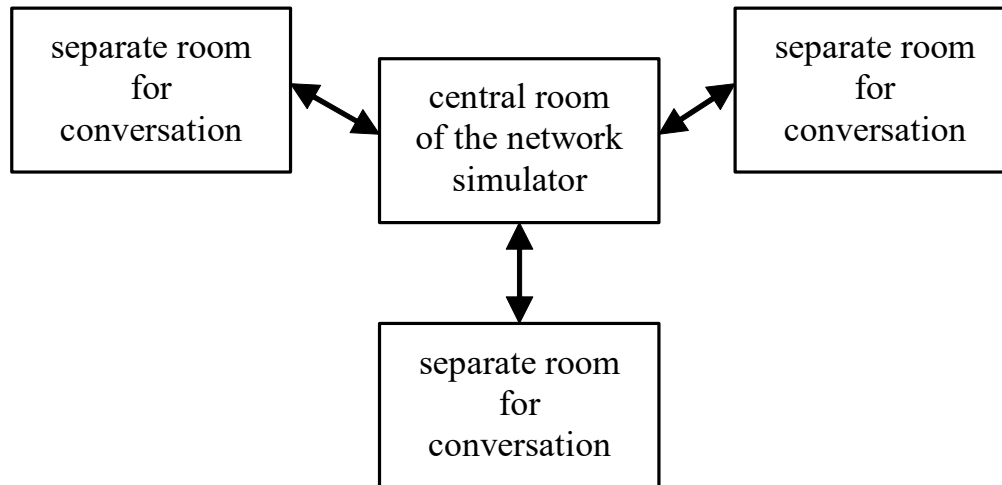 separate room
for
conversation
central room
of the network
simulator
separate room
for
conversation
separate room
for
conversation